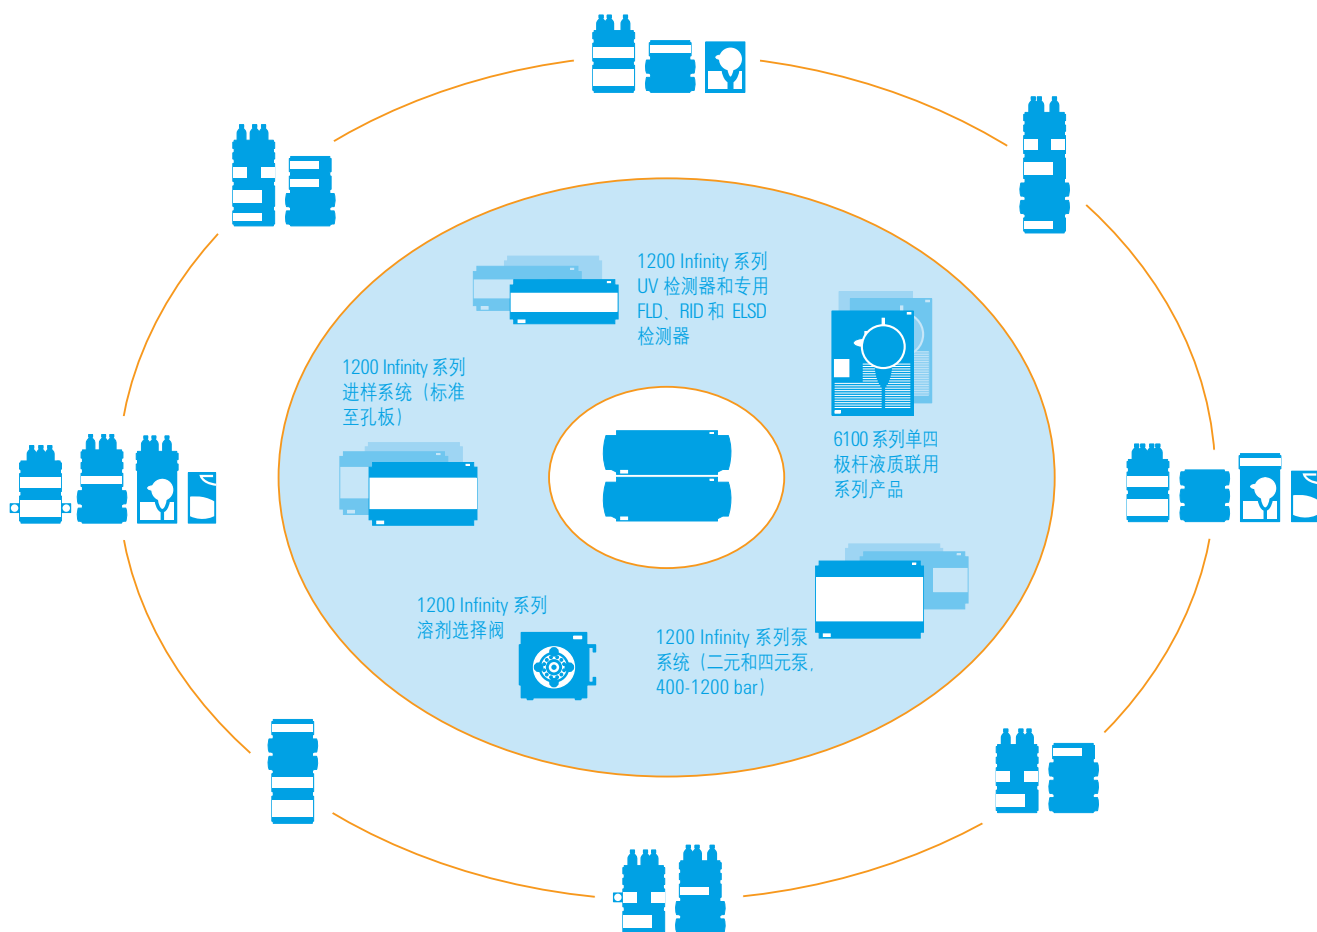 1200 Infinity 系列
UV 检测器和专用
FLD、RID 和 ELSD
检测器
1200 Infinity 系列
进样系统（标准
至孔板）
6100 系列单四
极杆液质联用
系列产品
1200 Infinity 系列
溶剂选择阀
1200 Infinity 系列泵
系统（二元和四元泵，
400-1200 bar）